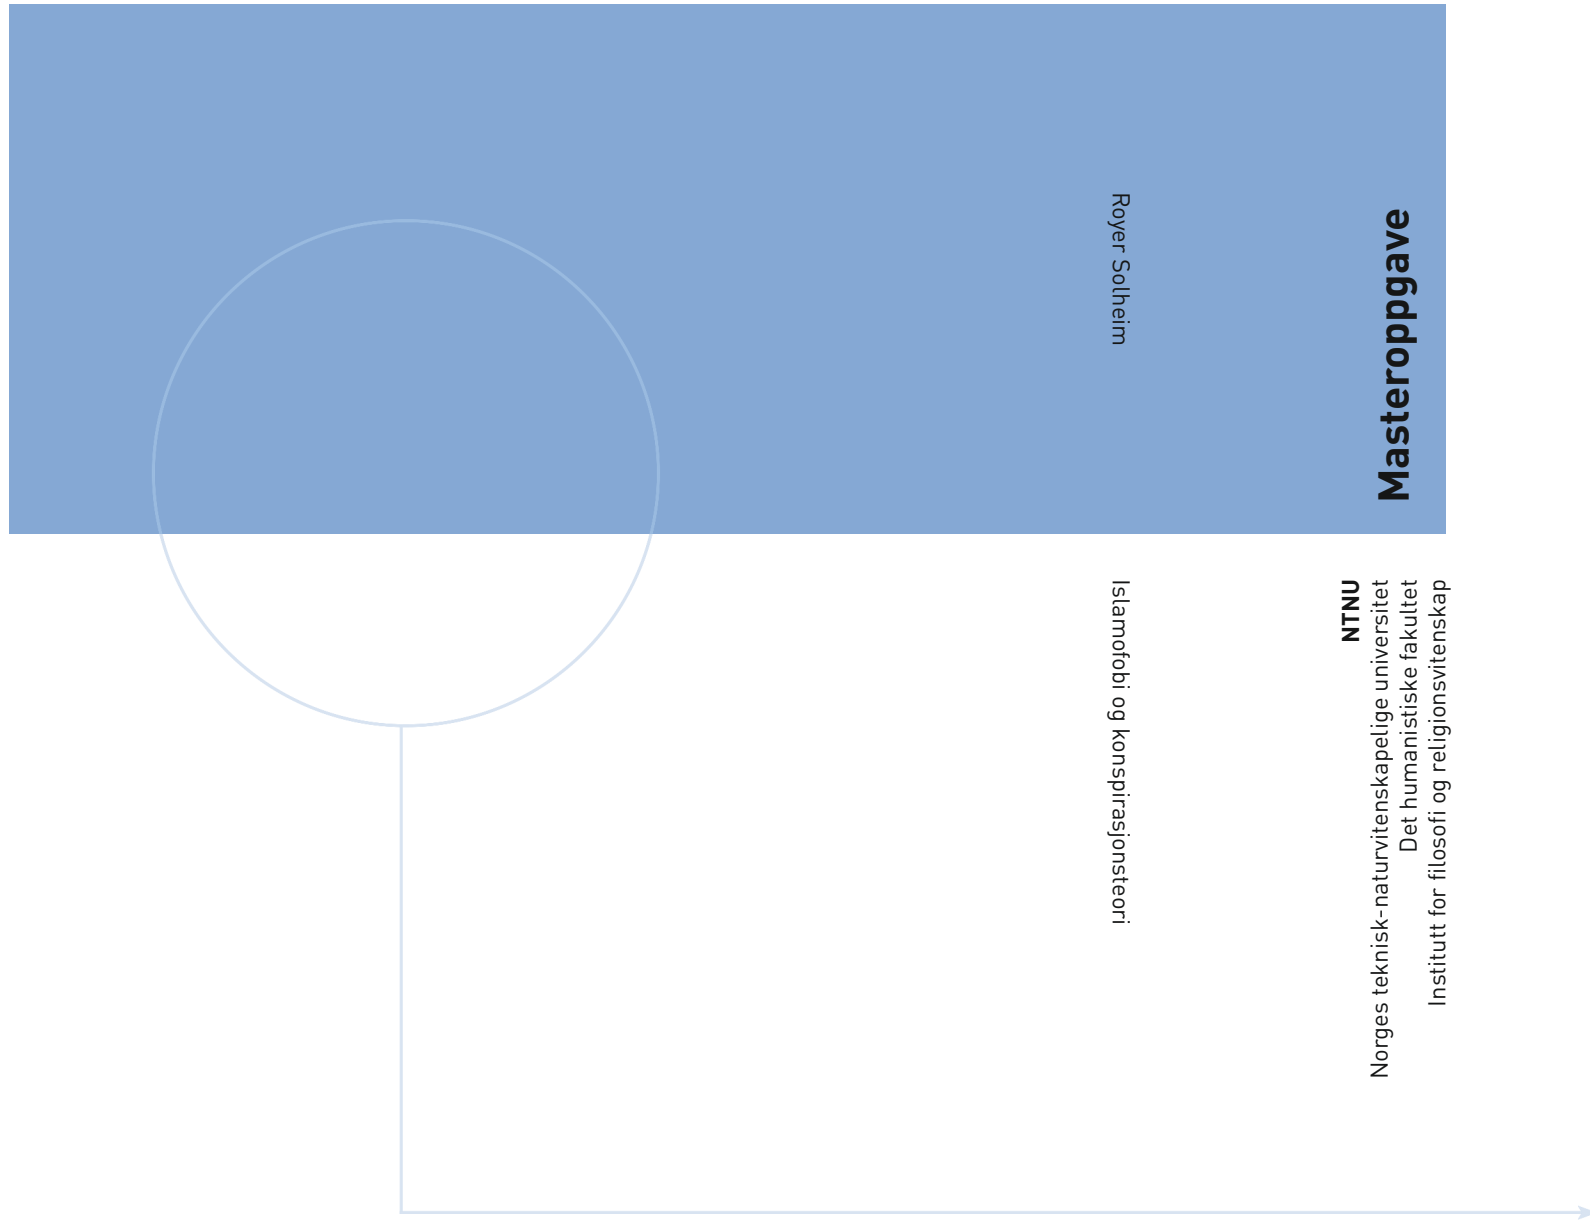 Royer Solheim
Islamofobi og konspirasjonsteori
Masteroppgave
NTNU
Norges teknisk-naturvitenskapelige universitet
Det humanistiske fakultet
Institutt for filosofi og religionsvitenskap